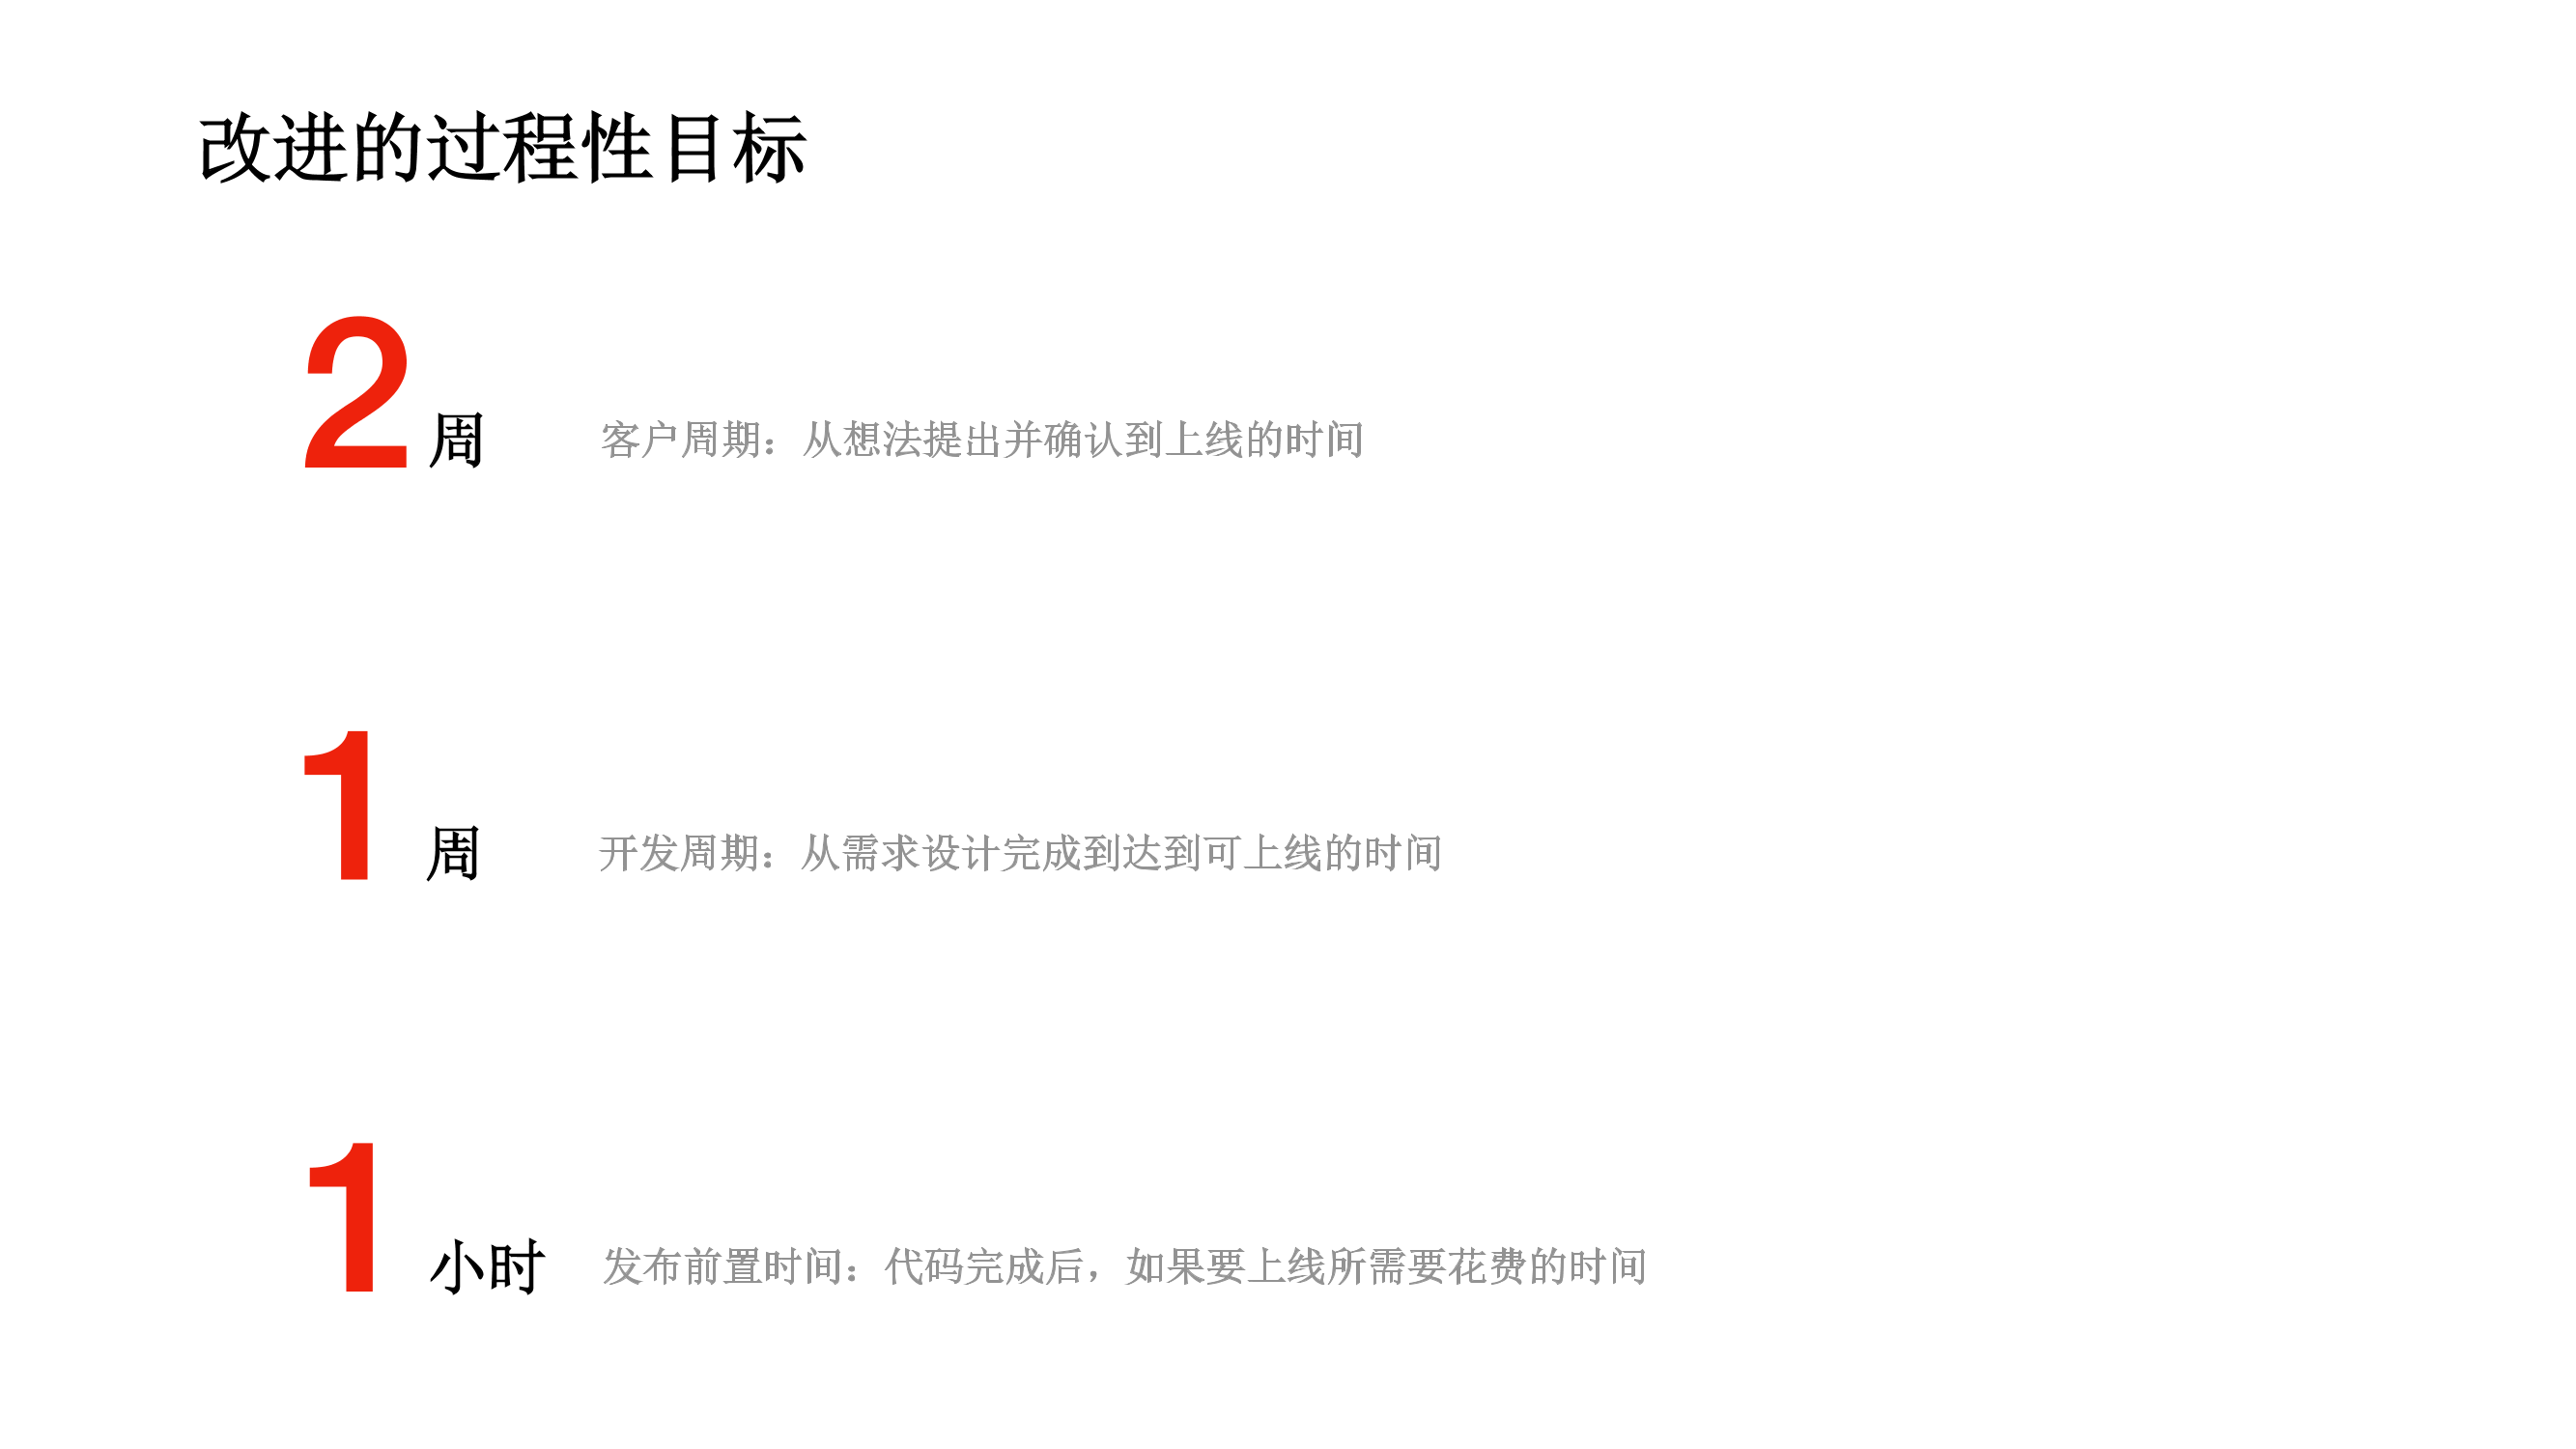 改进的过程性目标
2 周 客户周期：从想法提出并确认到上线的时间
1 周 开发周期：从需求设计完成到达到可上线的时间
1 小时 发布前置时间：代码完成后，如果要上线所需要花费的时间